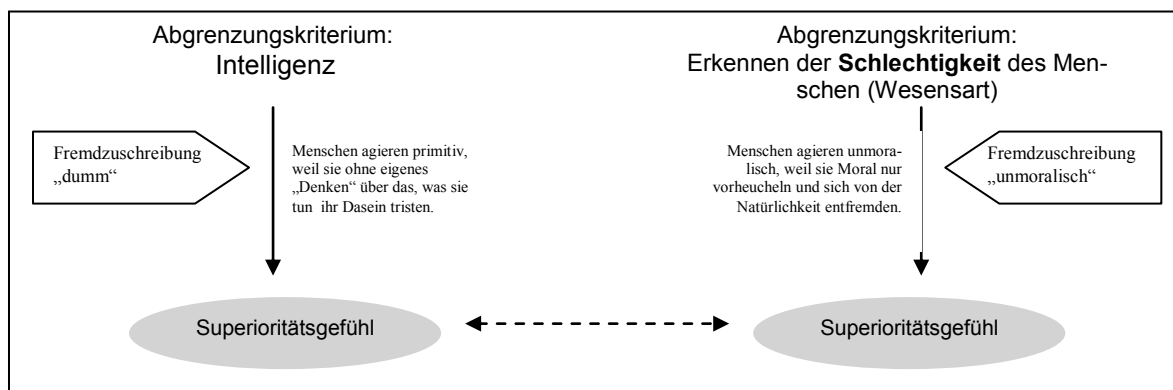 Abgrenzungskriterium:
Intelligenz
Fremdzuschreibung
„dumm“
Menschen agieren primitiv,
weil sie ohne eigenes
„Denken“ über das, was sie
tun ihr Dasein tristen.
Superioritätsgefühl
Abgrenzungskriterium:
Erkennen der Schlechtigkeit des Men-
schen (Wesensart)
Menschen agieren unmora-
lisch, weil sie Moral nur
vorheucheln und sich von der
Natürlichkeit entfremden.
Fremdzuschreibung
„unmoralisch“
Superioritätsgefühl